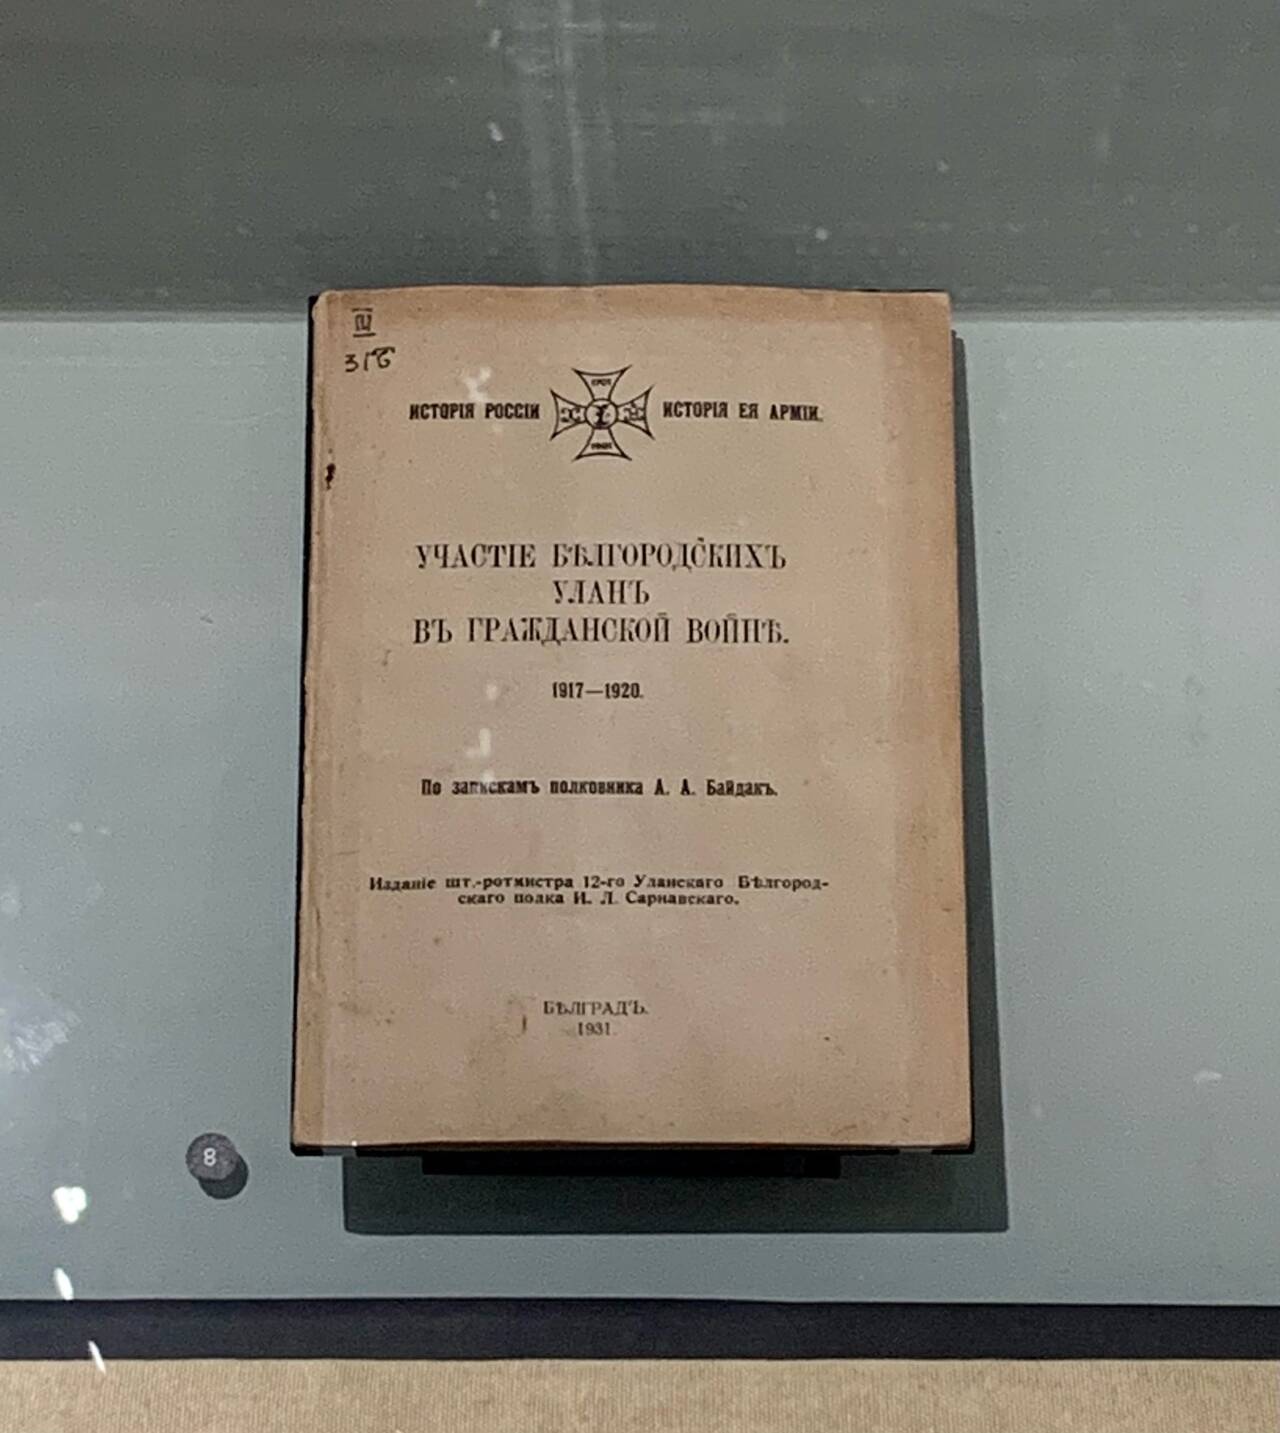 IV
31б
ИСТОРІЯ РОССІИ ИСТОРІЯ ЕЯ АРМІИ.
УЧАСТІЕ БѢЛГОРОДСКИХЪ
УЛАНЪ
ВЪ ГРАЖДАНСКОЙ ВОЙНѢ.
1917—1920.
По запискамъ полковника А. А. Байдакъ.
Изданіе шт.-ротмистра 12-го Уланскаго Бѣлгород-
скаго полка И. Л. Сарнавскаго.
БѢЛГРАДЪ.
1931.
8